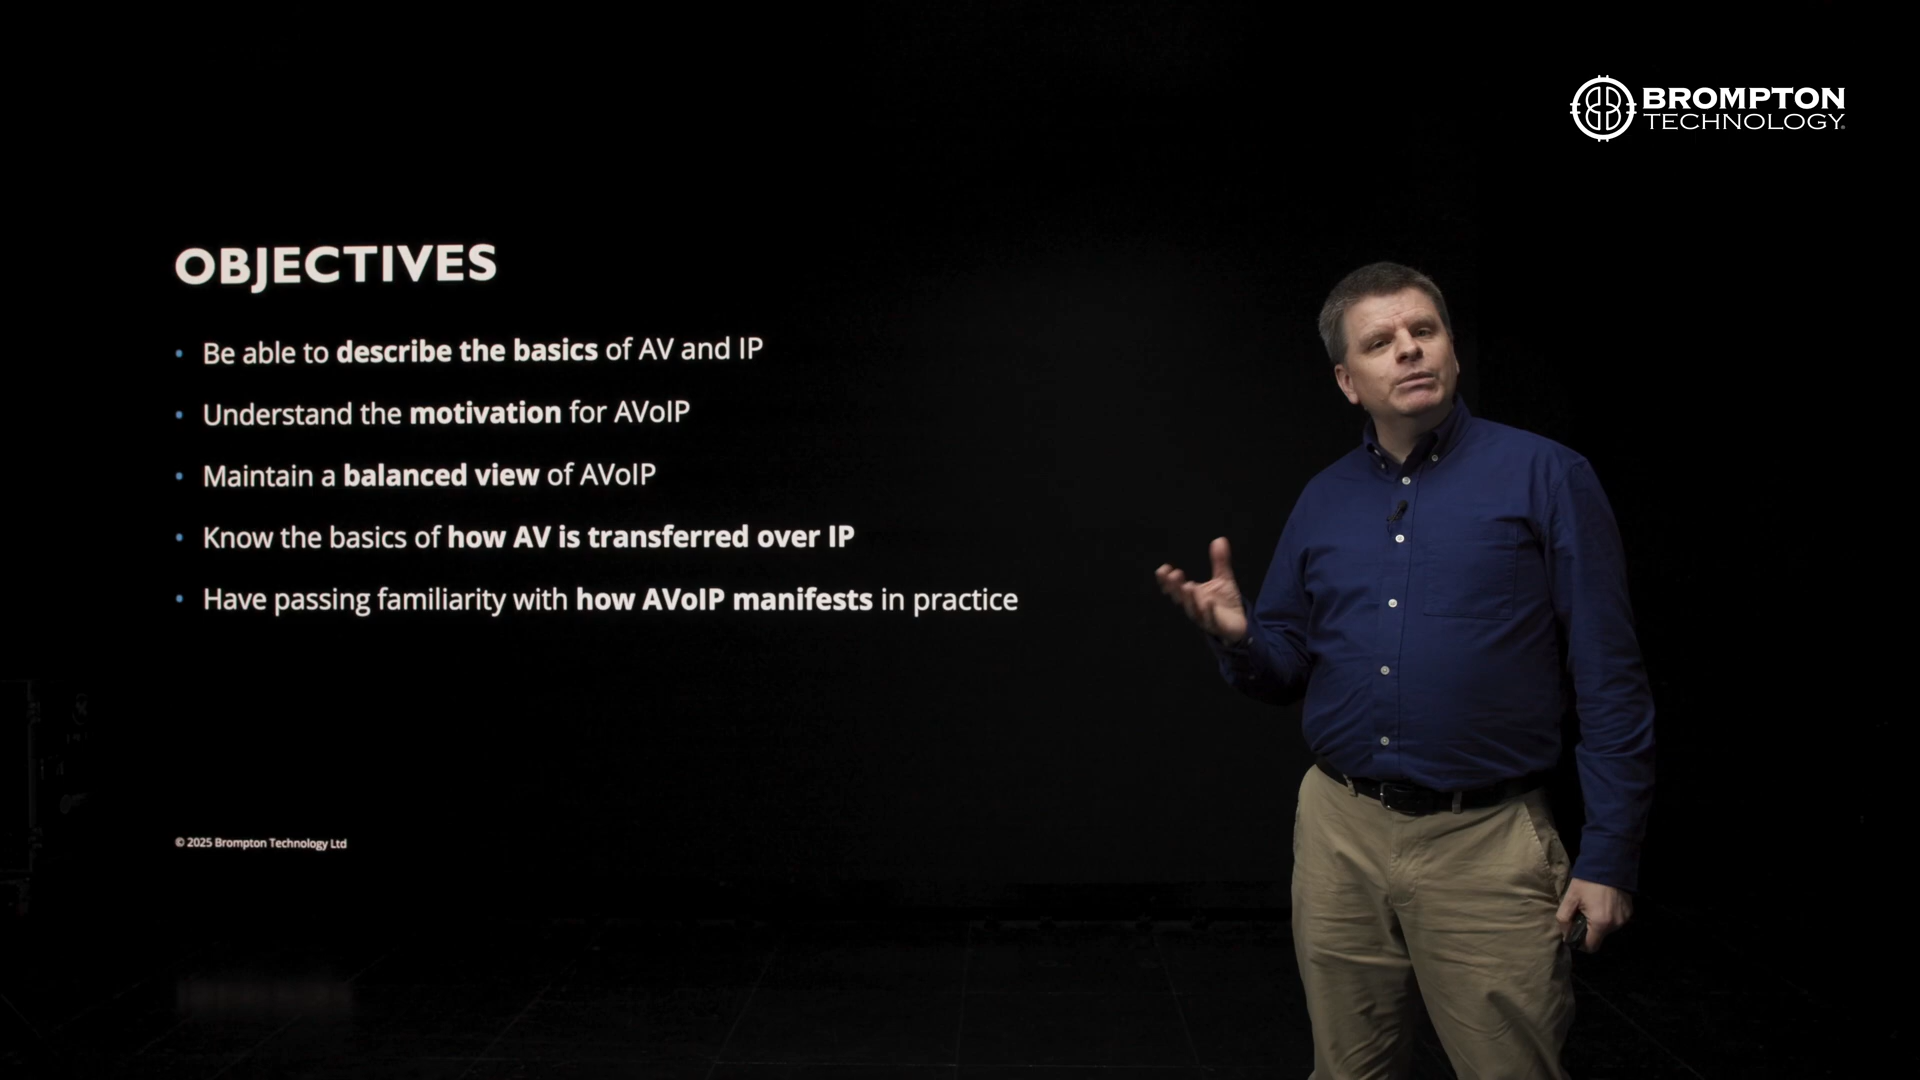 BROMPTON
TECHNOLOGY
OBJECTIVES
• Be able to describe the basics of AV and IP
• Understand the motivation for AVoIP
• Maintain a balanced view of AVoIP
• Know the basics of how AV is transferred over IP
• Have passing familiarity with how AVoIP manifests in practice
© 2025 Brompton Technology Ltd